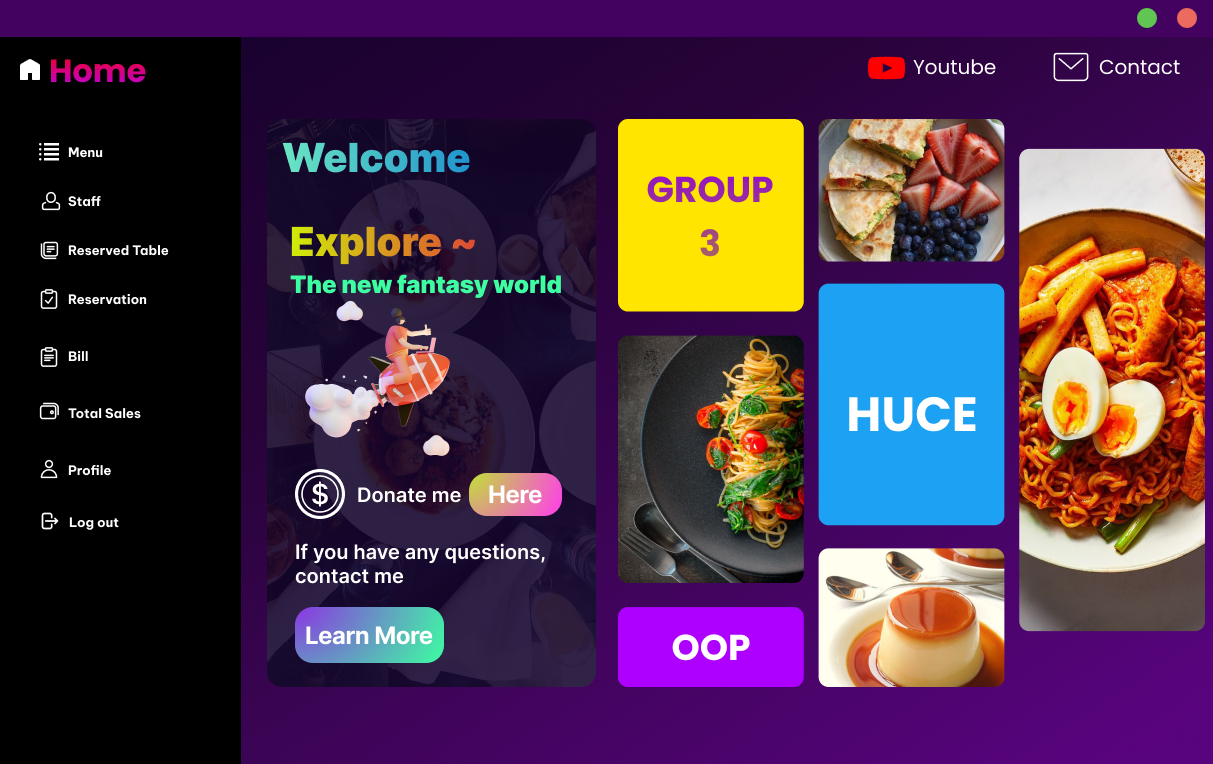 Home
Youtube
Contact
Menu
Staff
Reserved Table
Reservation
Bill
Total Sales
Profile
Log out
Welcome
Explore ~
The new fantasy world
$
Donate me
Here
If you have any questions,
contact me
Learn More
GROUP
3
HUCE
OOP